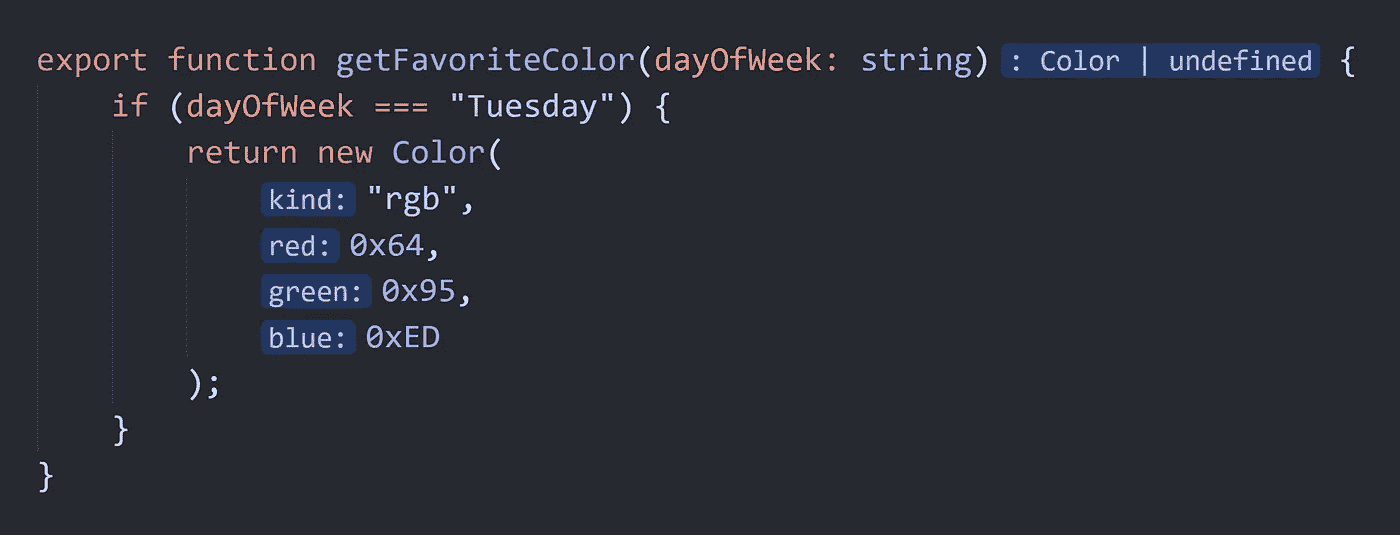 export function getFavoriteColor(dayOfWeek: string) : Color | undefined {
if (dayOfWeek === "Tuesday") {
return new Color(
kind: "rgb",
red: 0x64,
green: 0x95,
blue: 0xED
);
}
}